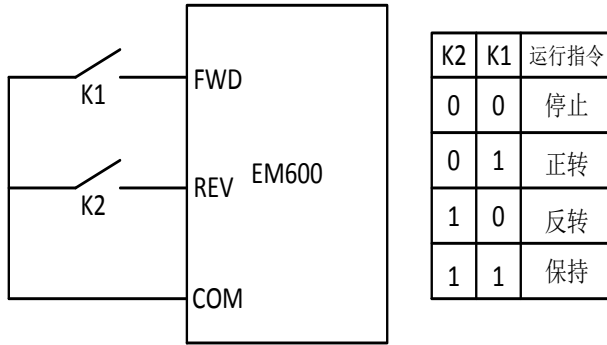 FWD
K1
REV
EM600
K2
COM
K2 K1 运行指令
0 0 停止
0 1 正转
1 0 反转
1 1 保持